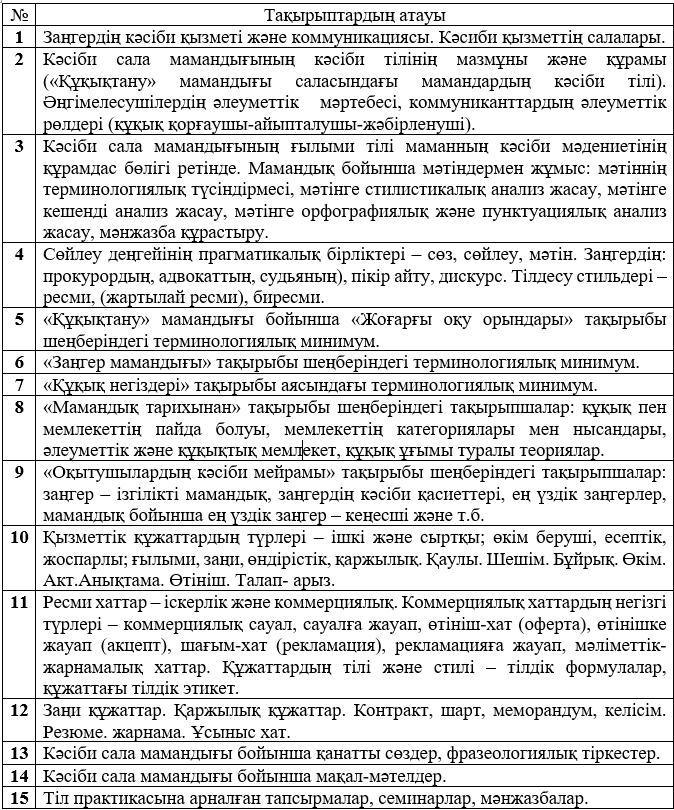 № Тақырыптардың атауы
1 Заңгердің кәсіби қызметі және коммуникациясы. Кәсиби қызметтің салалары.
2 Кәсіби сала мамандығының кәсіби тілінің мазмұны және құрамы
(«Құқықтану» мамандығы саласындағы мамандардың кәсіби тілі).
Әңгімелесушілердің әлеуметтік мәртебесі, коммуниканттардың әлеуметтік
рөлдері (құқық қорғаушы-айыпталушы-жәбірленуші).
3 Кәсіби сала мамандығының ғылыми тілі маманның кәсіби мәдениетінің
құрамдас бөлігі ретінде. Мамандық бойынша мәтіндермен жұмыс: мәтіннің
терминологиялық түсіндірмесі, мәтінге стилистикалық анализ жасау, мәтінге
кешенді анализ жасау, мәтінге орфографиялық және пунктуациялық анализ
жасау, мәнжазба құрастыру.
4 Сөйлеу деңгейінің прагматикалық бірліктері – сөз, сөйлеу, мәтін. Заңгердің:
прокурордың, адвокаттың, судьяның), пікір айту, дискурс. Тілдесу стильдері –
ресми, (жартылай ресми), биресми.
5 «Құқықтану» мамандығы бойынша «Жоғарғы оқу орындары» тақырыбы
шеңберіндегі терминологиялық минимум.
6 «Заңгер мамандығы» тақырыбы шеңберіндегі терминологиялық минимум.
7 «Құқық негіздері» тақырыбы аясындағы терминологиялық минимум.
8 «Мамандық тарихынан» тақырыбы шеңберіндегі тақырыпшалар: құқық пен
мемлекеттің пайда болуы, мемлекеттің категориялары мен нысандары,
әлеуметтік және құқықтық мемлекет, құқық ұғымы туралы теориялар.
9 «Оқытушылардың кәсіби мейрамы» тақырыбы шеңберіндегі тақырыпшалар:
заңгер – ізгілікті мамандық, заңгердің кәсіби қасиеттері, ең үздік заңгерлер,
мамандық бойынша ең үздік заңгер – кеңесші және т.б.
10 Қызметтік құжаттардың түрлері – ішкі және сыртқы; өкім беруші, есептік,
жоспарлы; ғылыми, заңи, өндірістік, қаржылық. Қаулы. Шешім. Бұйрық. Өкім.
Акт.Анықтама. Өтініш. Талап- арыз.
11 Ресми хаттар – іскерлік және коммерциялық. Коммерциялық хаттардың негізгі
түрлері – коммерциялық сауал, сауалға жауап, өтініш-хат (оферта), өтінішке
жауап (акцепт), шағым-хат (рекламация), рекламацияға жауап, мәліметтік-
жарнамалық хаттар. Құжаттардың тілі және стилі – тілдік формулалар,
құжаттағы тілдік этикет.
12 Заңи құжаттар. Қаржылық құжаттар. Контракт, шарт, меморандум, келісім.
Резюме. жарнама. Ұсыныс хат.
13 Кәсіби сала мамандығы бойынша қанатты сөздер, фразеологиялық тіркестер.
14 Кәсіби сала мамандығы бойынша мақал-мәтелдер.
15 Тіл практикасына арналған тапсырмалар, семинарлар, мәнжазбалар.